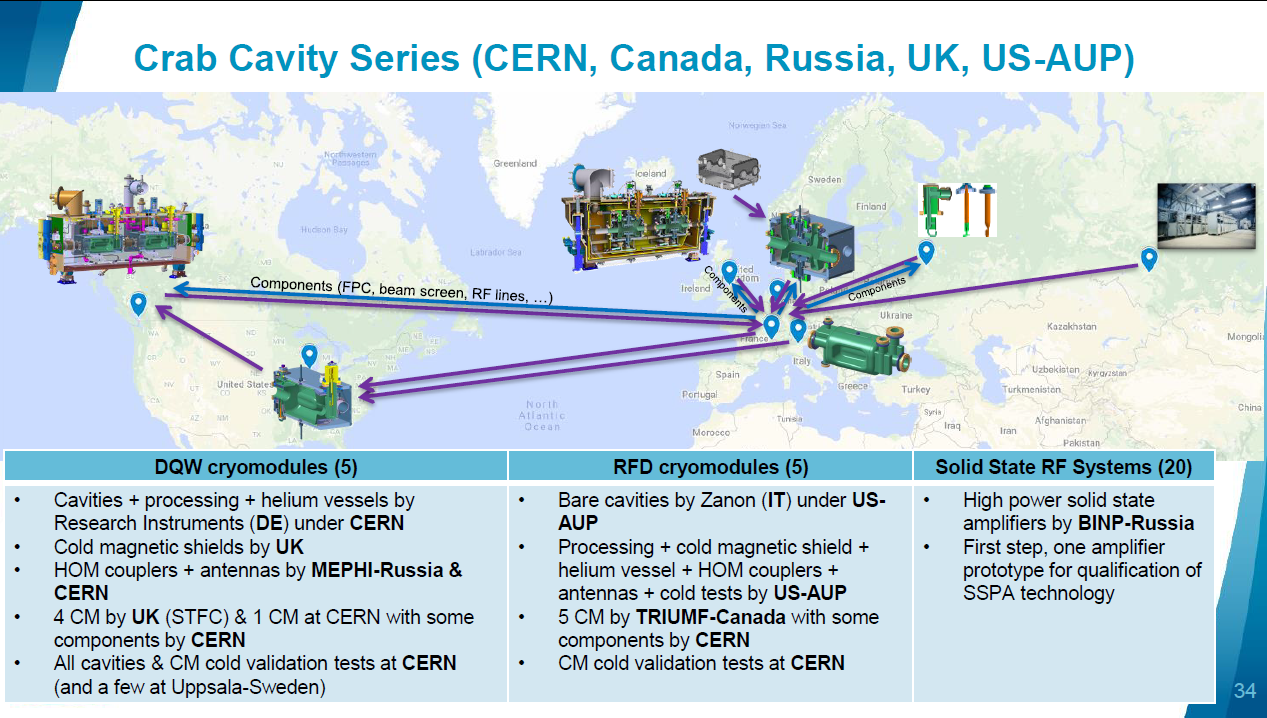 Crab Cavity Series (CERN, Canada, Russia, UK, US-AUP)
Norwegian Sea
Northwestern
Passages
Greenland
NU
Iceland
Sweden
Finland
Hudson Bay
Labrador Sea
Components (FPC, beam screen, RF lines, …)
Components
Components
Ireland
Ukraine
France
Kazakhstan
Mongoli
Italy
United States
Spain
Portugal
Greece
Turkey
Uzbekistan
Kyrgyzstan
Turkmenistan
North
Atlantic
Ocean
China
Syria
Tunisia
Morocco
Iraq
Iran
Afghanistan
Pakistan
DQW cryomodules (5)
• Cavities + processing + helium vessels by
Research Instruments (DE) under CERN
• Cold magnetic shields by UK
• HOM couplers + antennas by MEPHI-Russia &
CERN
• 4 CM by UK (STFC) & 1 CM at CERN with some
components by CERN
• All cavities & CM cold validation tests at CERN
(and a few at Uppsala-Sweden)
RFD cryomodules (5)
• Bare cavities by Zanon (IT) under US-
AUP
• Processing + cold magnetic shield +
helium vessel + HOM couplers +
antennas + cold tests by US-AUP
• 5 CM by TRIUMF-Canada with some
components by CERN
• CM cold validation tests at CERN
Solid State RF Systems (20)
• High power solid state
amplifiers by BINP-Russia
• First step, one amplifier
prototype for qualification of
SSPA technology
34